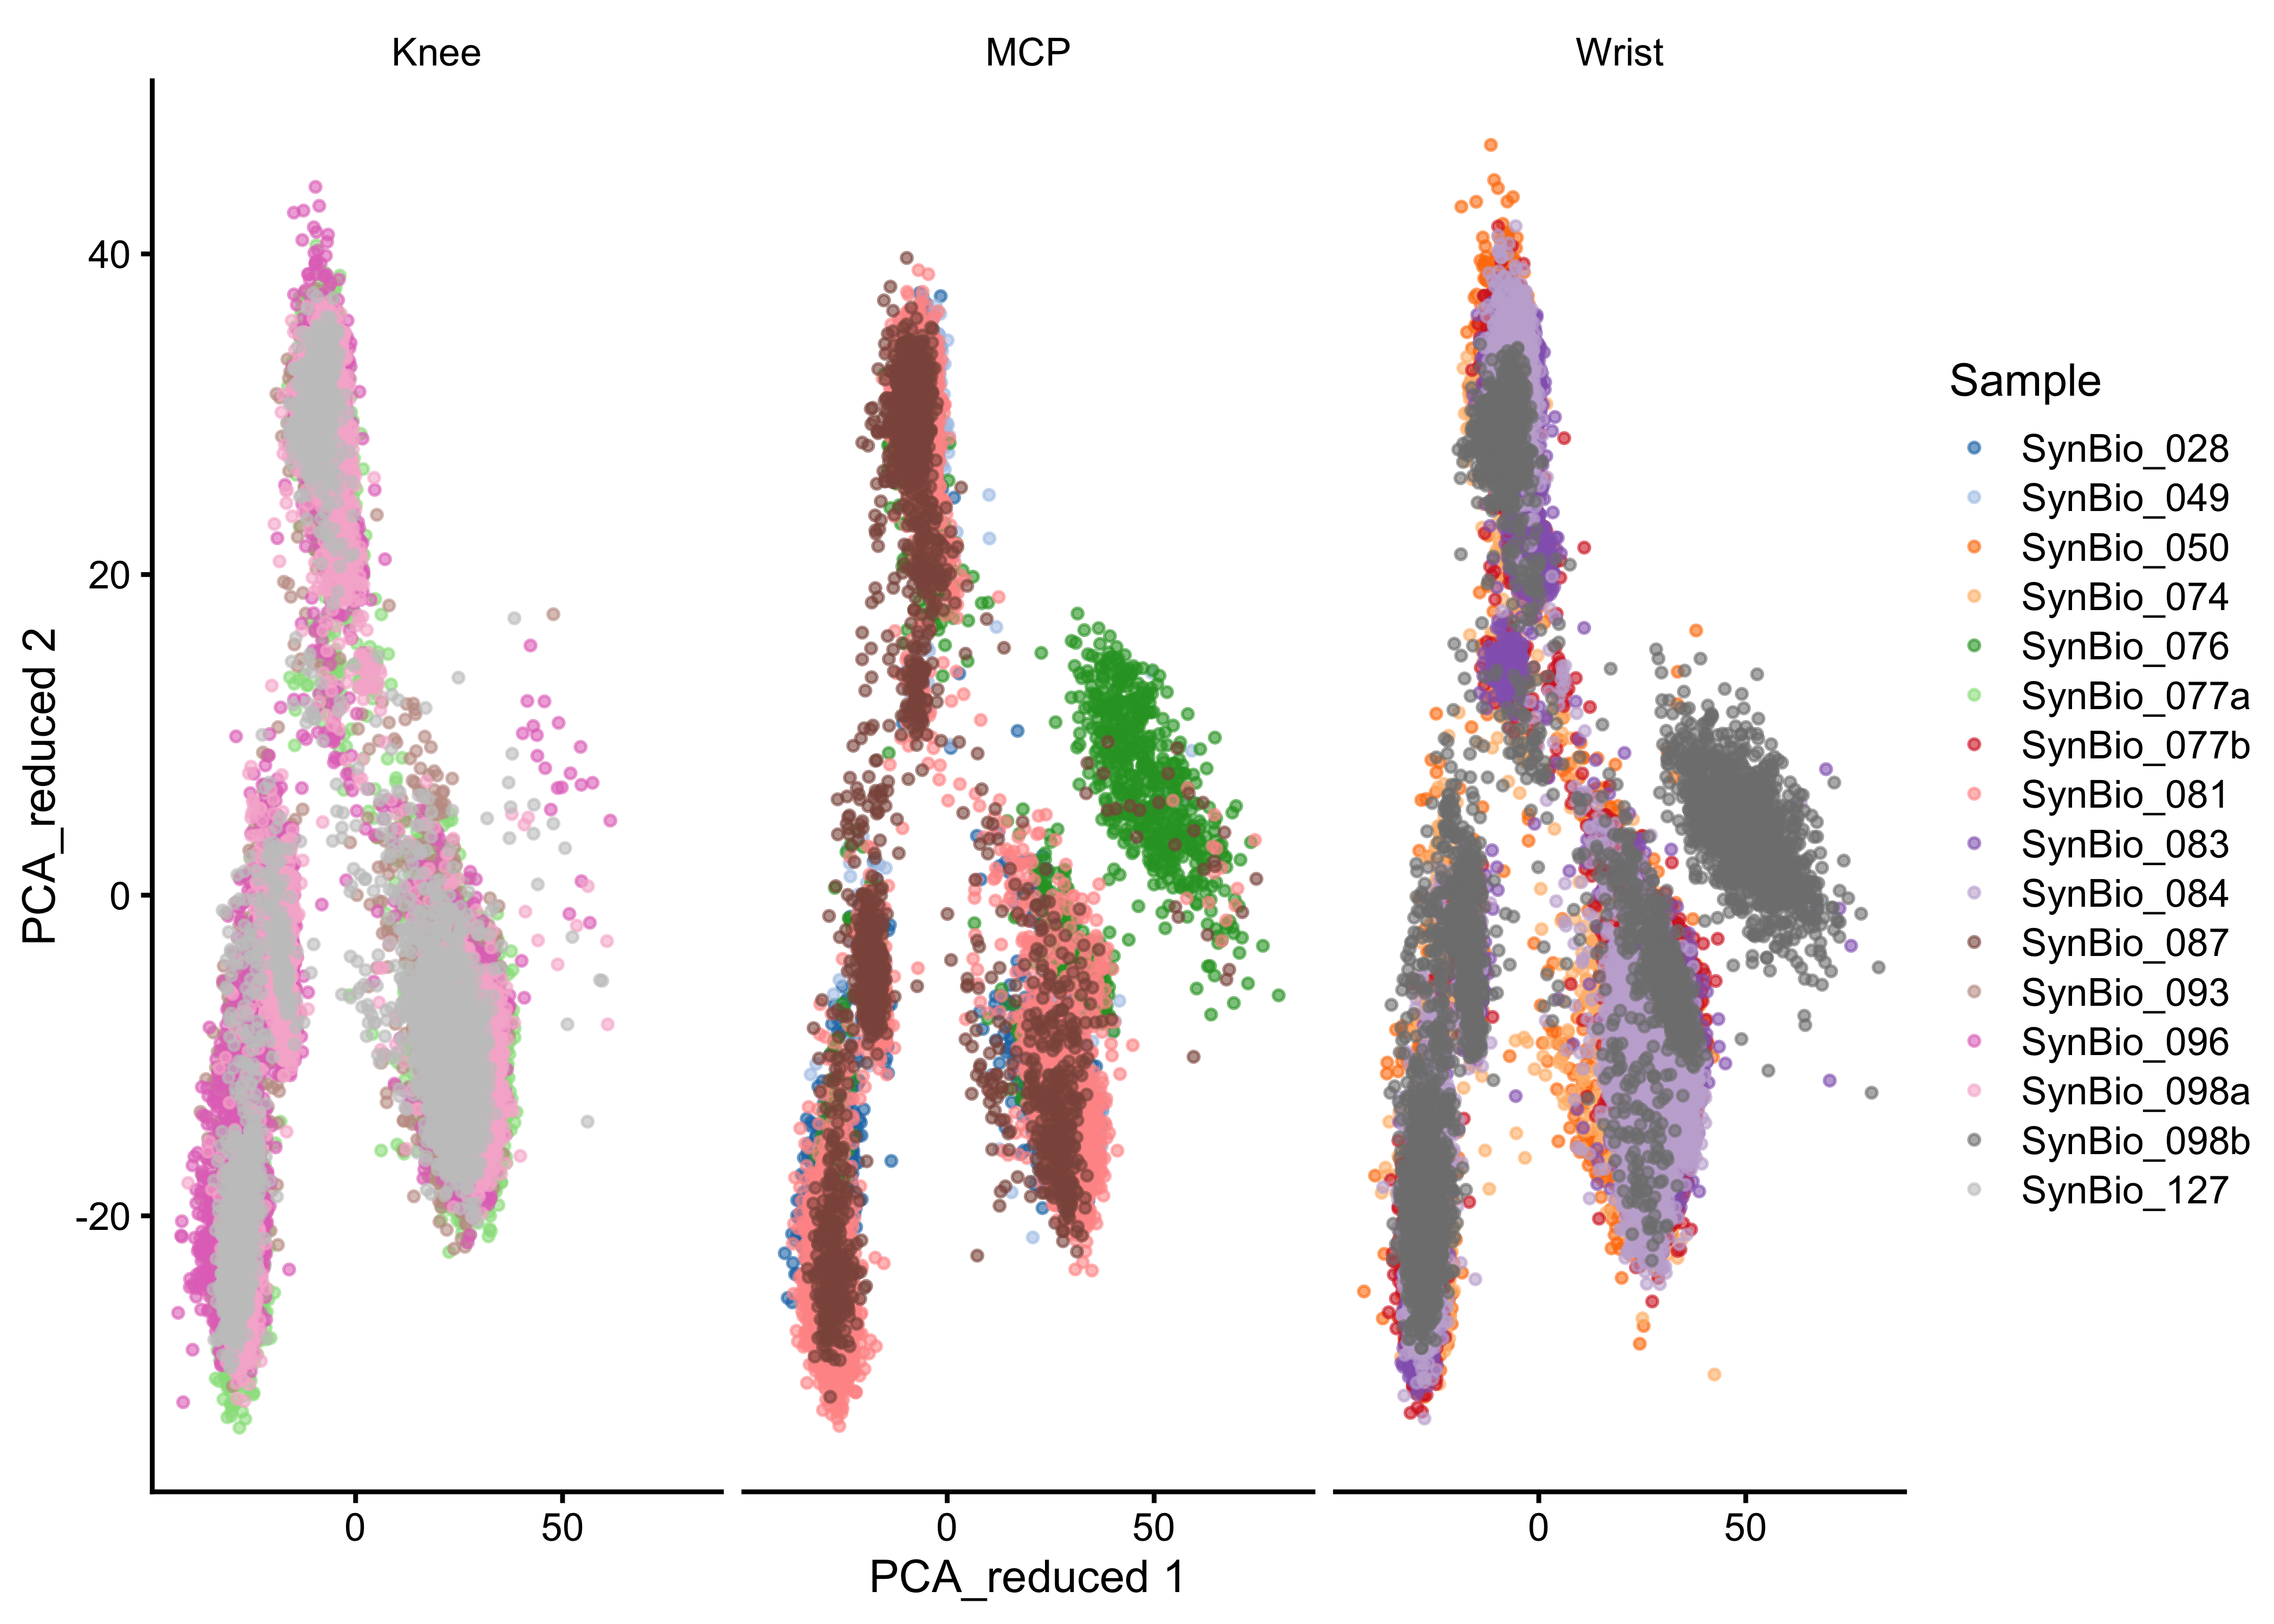 Knee MCP Wrist
40
20
0
-20
PCA_reduced 2
0 50 0 50 0 50
PCA_reduced 1
Sample
SynBio_028
SynBio_049
SynBio_050
SynBio_074
SynBio_076
SynBio_077a
SynBio_077b
SynBio_081
SynBio_083
SynBio_084
SynBio_087
SynBio_093
SynBio_096
SynBio_098a
SynBio_098b
SynBio_127